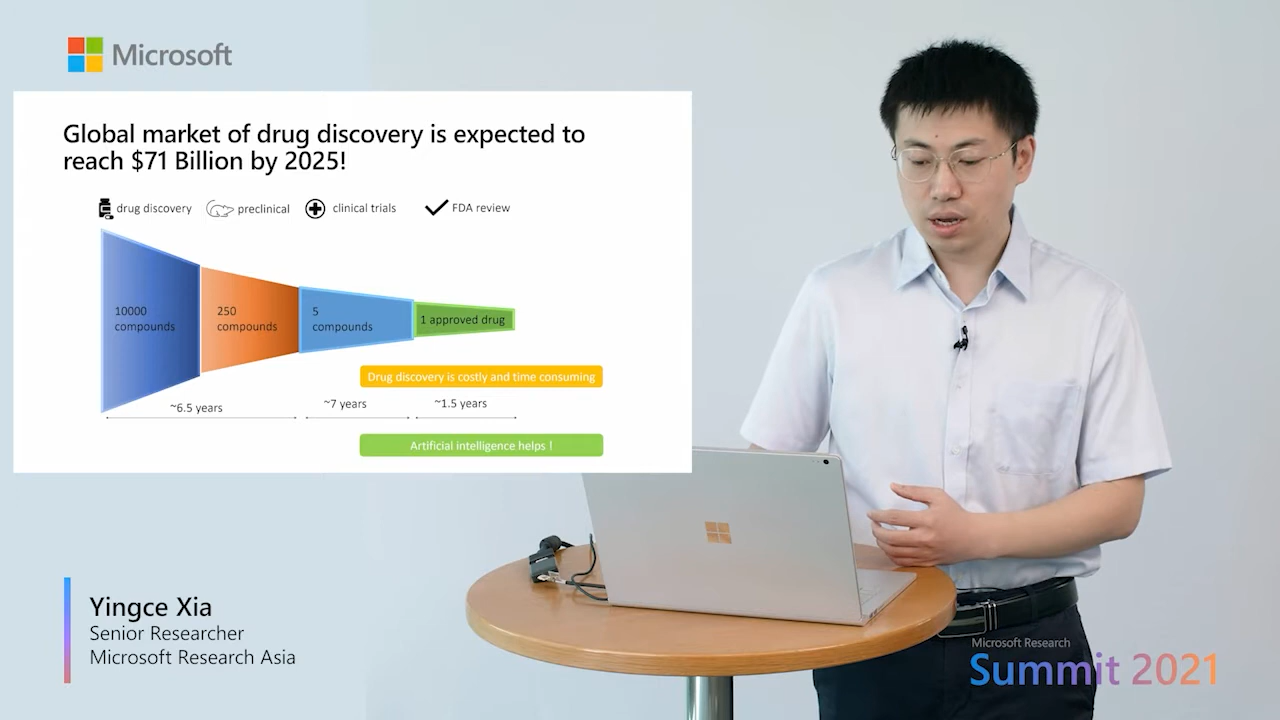 Microsoft
Global market of drug discovery is expected to
reach $71 Billion by 2025!
drug discovery
preclinical
clinical trials
FDA review
10000
compounds
250
compounds
5
compounds
1 approved drug
Drug discovery is costly and time consuming
~6.5 years
~7 years
~1.5 years
Artificial intelligence helps !
Yingce Xia
Senior Researcher
Microsoft Research Asia
Microsoft Research
Summit 2021